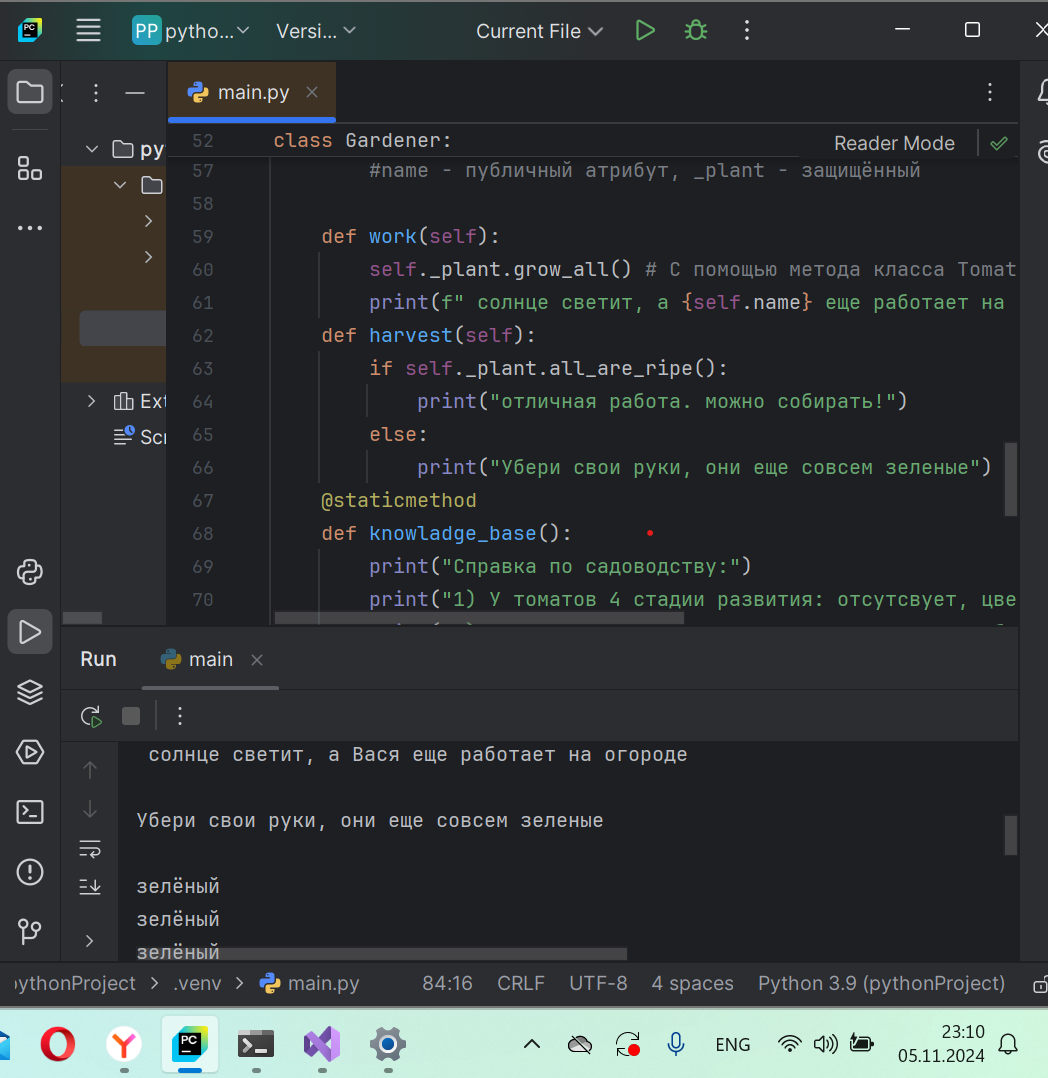 PP pytho... Versi... Current File
main.py
52 class Gardener:
Reader Mode
57 #name - публичный атрибут, _plant - защищённый
58
59 def work(self):
60 self._plant.grow_all() # С помощью метода класса Tomat
61 print(f" солнце светит, а {self.name} еще работает на
62 def harvest(self):
63 if self._plant.all_are_ripe():
64 print("отличная работа. можно собирать!")
65 else:
66 print("Убери свои руки, они еще совсем зеленые")
67 @staticmethod
68 def knowladge_base():
69 print("Справка по садоводству:")
70 print("1) У томатов 4 стадии развития: отсутсвует, цве
py
Ext
Scr
Run main
солнце светит, а Вася еще работает на огороде
Убери свои руки, они еще совсем зеленые
зелёный
зелёный
зелёный
ythonProject > .venv > main.py 84:16 CRLF UTF-8 4 spaces Python 3.9 (pythonProject)
PC
ENG
23:10
05.11.2024